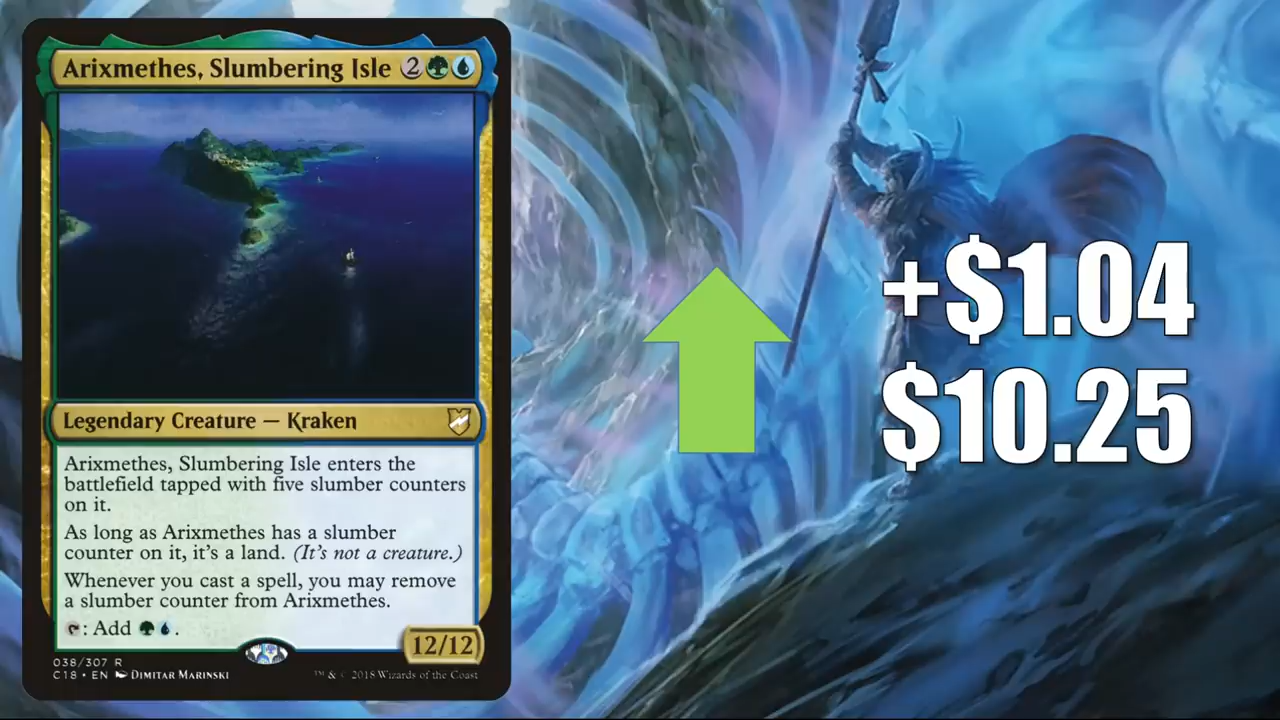 Arixmethes, Slumbering Isle 2
Legendary Creature — Kraken
Arixmethes, Slumbering Isle enters the
battlefield tapped with five slumber counters
on it.
As long as Arixmethes has a slumber
counter on it, it's a land. (It's not a creature.)
Whenever you cast a spell, you may remove
a slumber counter from Arixmethes.
: Add .
12/12
038/307 R
C18 • EN DIMITAR MARINSKI
™ & © 2018 Wizards of the Coast
+$1.04
$10.25